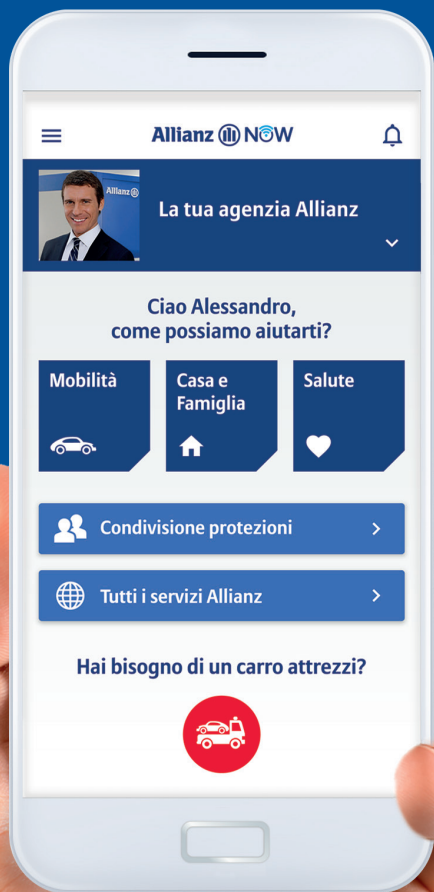 Allianz NOW
Allianz
La tua agenzia Allianz
Ciao Alessandro,
come possiamo aiutarti?
Mobilità
Casa e
Famiglia
Salute
Condivisione protezioni
Tutti i servizi Allianz
Hai bisogno di un carro attrezzi?